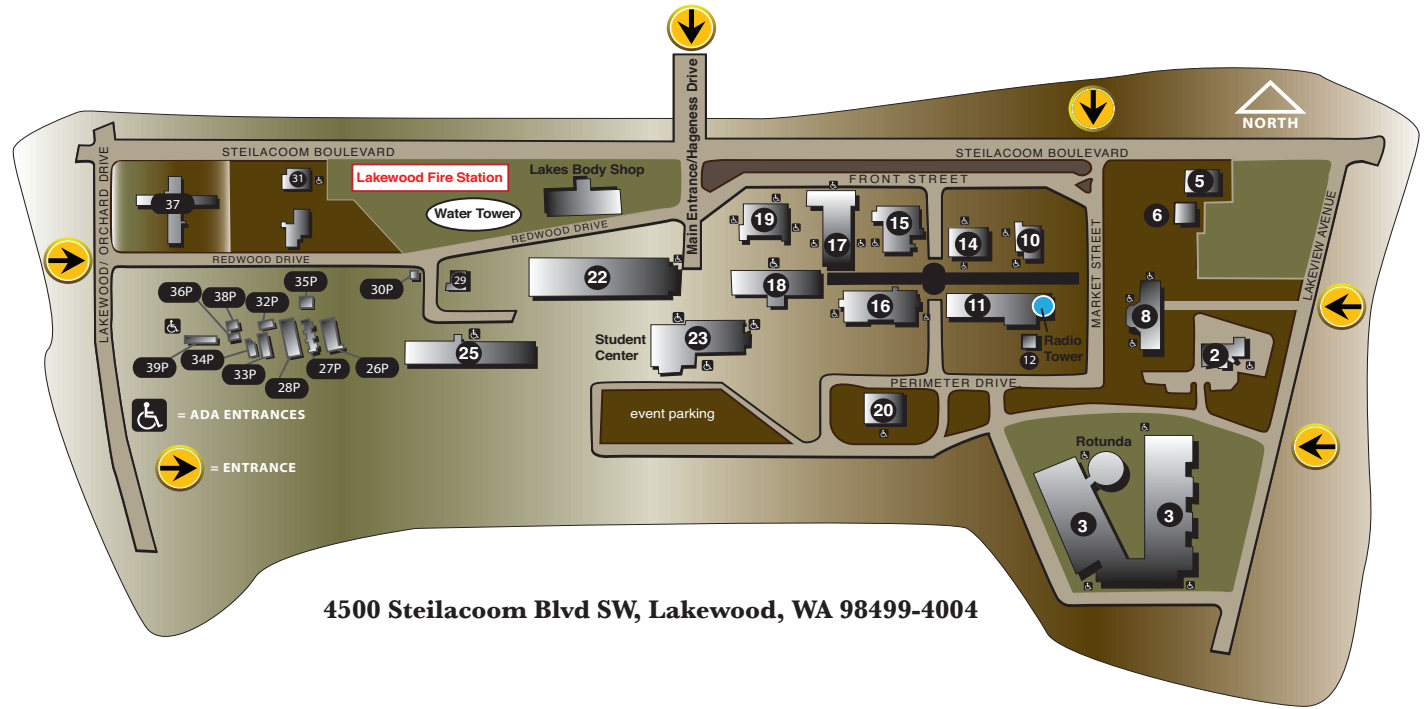 Main Entrance/Hageness Drive
NORTH
STEILACOOM BOULEVARD
STEILACOOM BOULEVARD
LAKEWOOD/ ORCHARD DRIVE
Lakewood Fire Station
Lakes Body Shop
Water Tower
FRONT STREET
REDWOOD DRIVE
REDWOOD DRIVE
MARKET STREET
LAKEVIEW AVENUE
31
37
5
6
19
17
15
14
10
22
18
16
11
8
2
29
30P
35P
36P
38P
32P
39P
34P
33P
28P
27P
26P
25
Student
Center
23
Radio
Tower
12
PERIMETER DRIVE
event parking
20
= ADA ENTRANCES
= ENTRANCE
Rotunda
3
3
4500 Steilacoom Blvd SW, Lakewood, WA 98499-4004